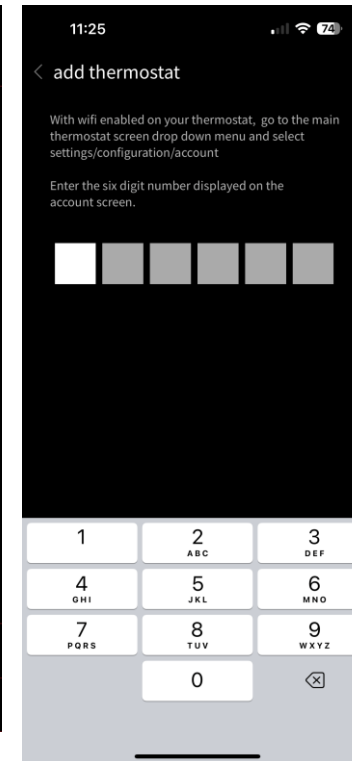 11:25
74
add thermostat
With wifi enabled on your thermostat, go to the main
thermostat screen drop down menu and select
settings/configuration/account
Enter the six digit number displayed on the
account screen.
1
2
ABC
3
DEF
4
GHI
5
JKL
6
MNO
7
PQRS
8
TUV
9
WXYZ
0